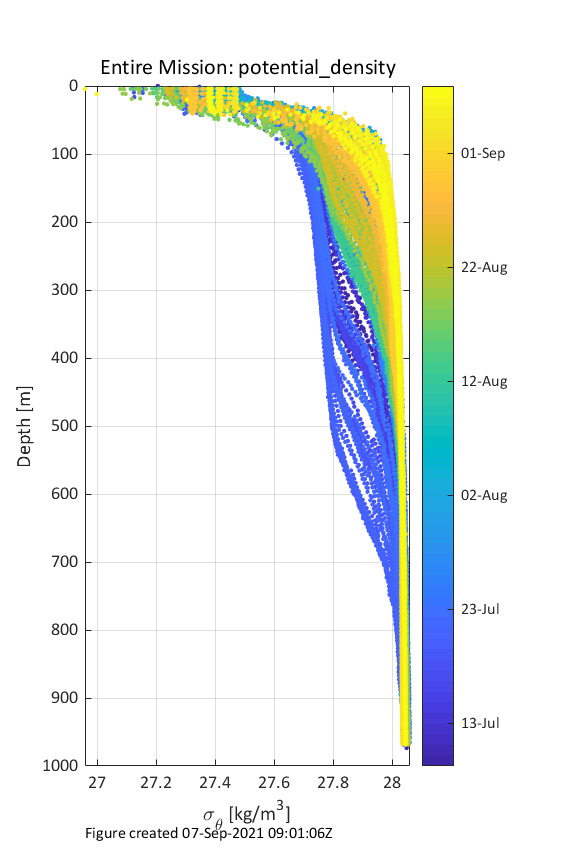 Entire Mission: potential_density
0
100
200
300
400
500
600
700
800
900
1000
Depth [m]
27
27.2
27.4
27.6
27.8
28
σθ [kg/m3]
01-Sep
22-Aug
12-Aug
02-Aug
23-Jul
13-Jul
Figure created 07-Sep-2021 09:01:06Z